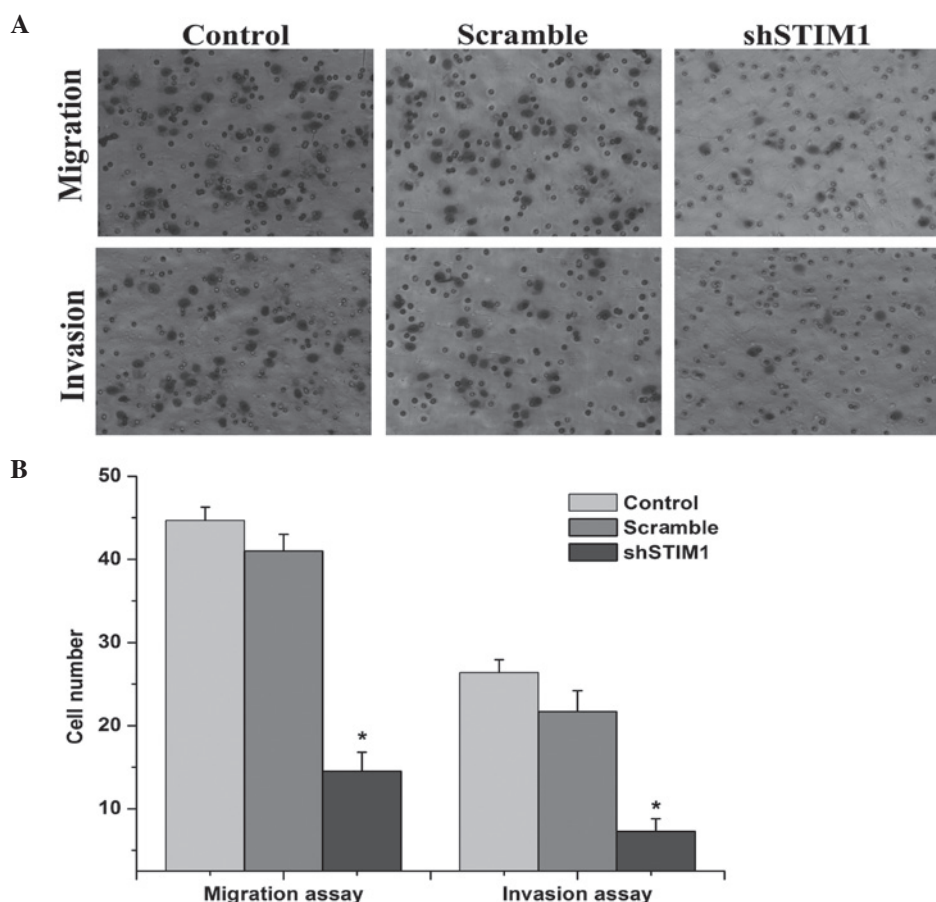 A
Control Scramble shSTIM1
Migration
Invasion
B
50
40
30
20
10
Cell number
Control
Scramble
shSTIM1
*
*
Migration assay Invasion assay